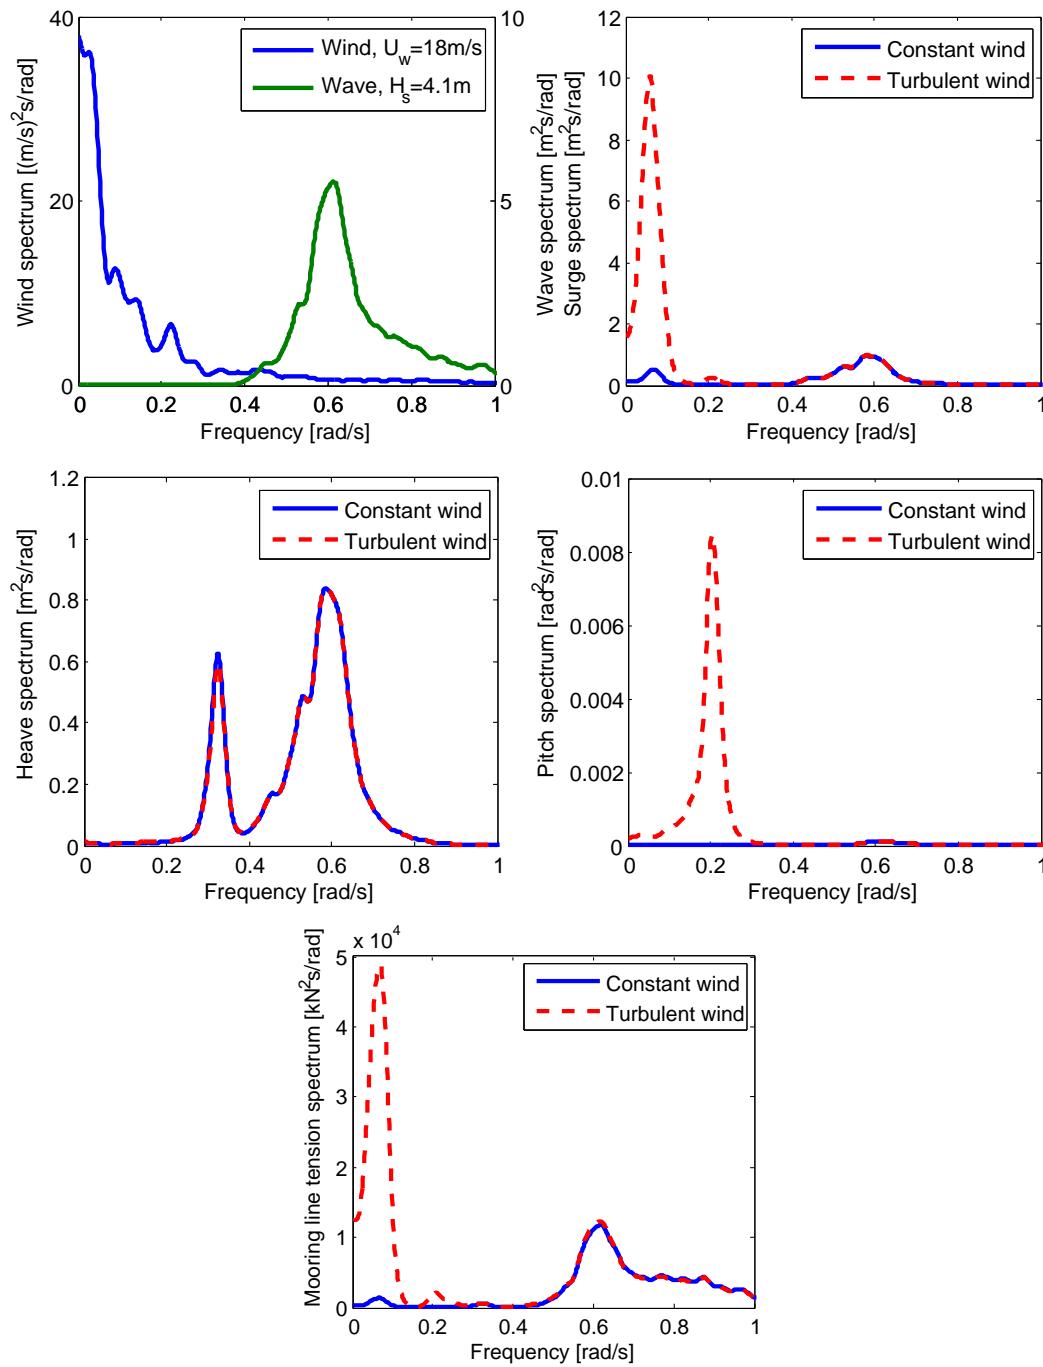 40
20
0
10
5
0
Wind spectrum [(m/s)²s/rad]
Wave spectrum [m²s/rad]
Wind, U_w=18m/s
Wave, H_s=4.1m
0 0.2 0.4 0.6 0.8 1
Frequency [rad/s]
12
10
8
6
4
2
0
Surge spectrum [m²s/rad]
Constant wind
Turbulent wind
0 0.2 0.4 0.6 0.8 1
Frequency [rad/s]
1.2
1
0.8
0.6
0.4
0.2
0
Heave spectrum [m²s/rad]
Constant wind
Turbulent wind
0 0.2 0.4 0.6 0.8 1
Frequency [rad/s]
0.01
0.008
0.006
0.004
0.002
0
Pitch spectrum [rad²s/rad]
Constant wind
Turbulent wind
0 0.2 0.4 0.6 0.8 1
Frequency [rad/s]
x 10⁴
5
4
3
2
1
0
Mooring line tension spectrum [kN²s/rad]
Constant wind
Turbulent wind
0 0.2 0.4 0.6 0.8 1
Frequency [rad/s]